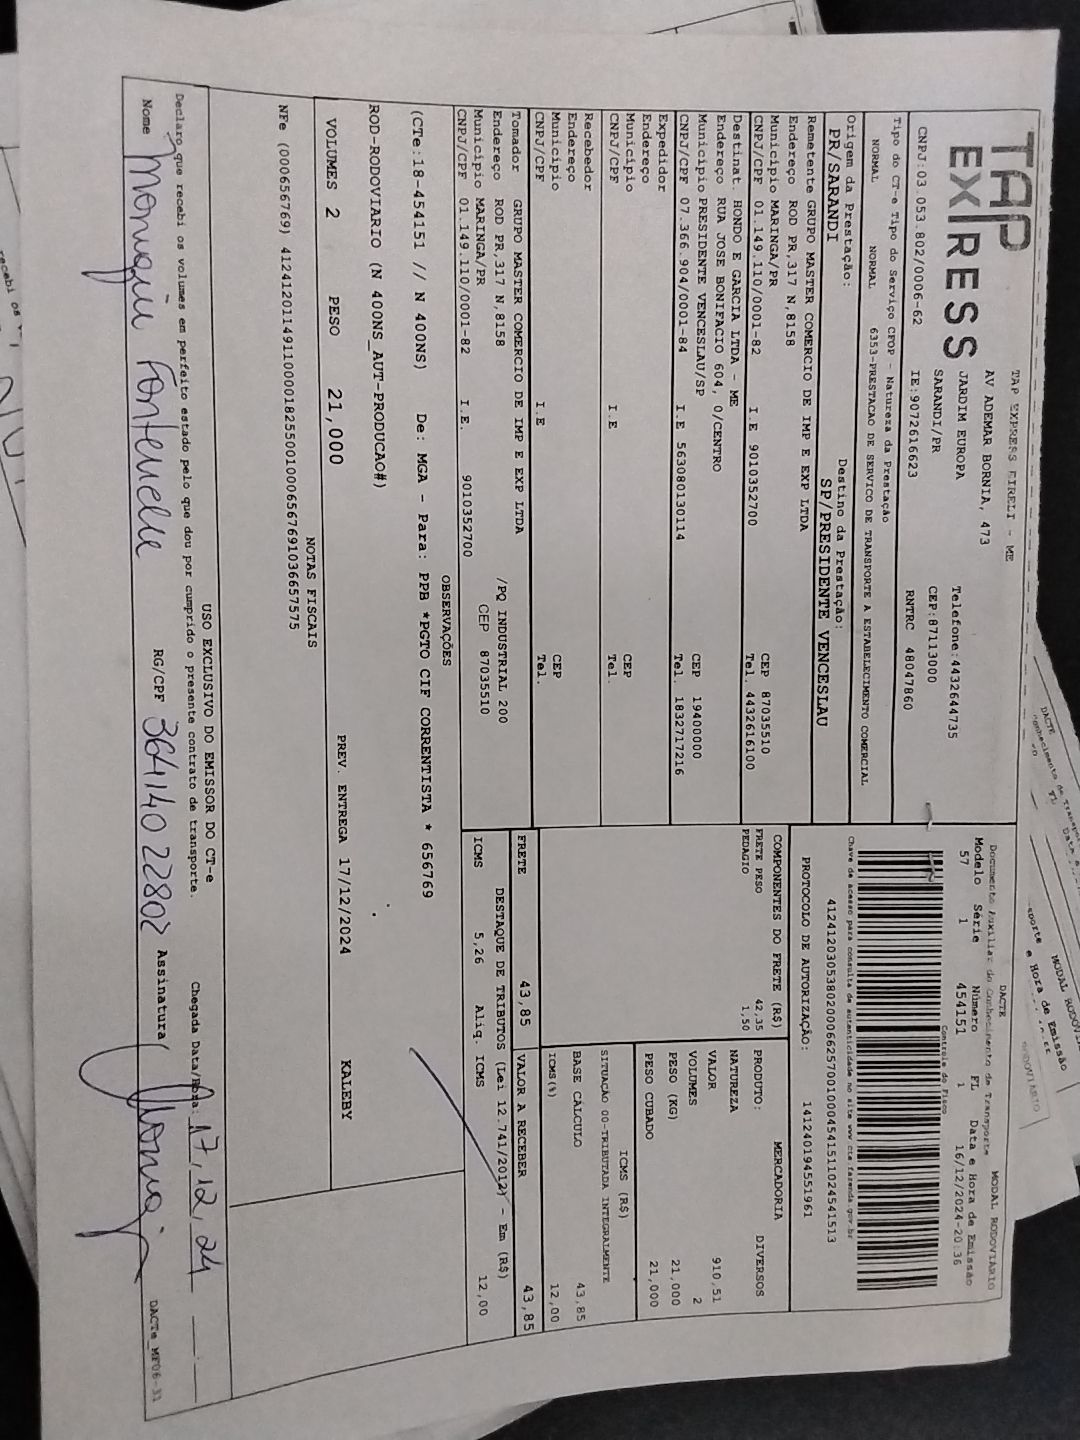 TAP
EXPRESS
TAP EXPRESS EIRELI - ME
AV ADEMAR BORNIA, 473
JARDIM EUROPA
SARANDI/PR
Telefone:4432644735
CEP:87113000
CNPJ:03.053.802/0006-62 IE:9072616623 RNTRC 48047860
Tipo do CT-e Tipo do Serviço CFOP - Natureza da Prestação
NORMAL NORMAL 6353-PRESTACAO DE SERVICO DE TRANSPORTE A ESTABELECIMENTO COMERCIAL
Origem da Prestação: Destino da Prestação:
PR/SARANDI SP/PRESIDENTE VENCESLAU
Remetente GRUPO MASTER COMERCIO DE IMP E EXP LTDA
Endereço ROD PR,317 N,8158
Município MARINGA/PR CEP 87035510
CNPJ/CPF 01.149.110/0001-82 I.E 9010352700 Tel. 4432616100
Destinat. HONDO E GARCIA LTDA - ME
Endereço RUA JOSE BONIFACIO 604, 0/CENTRO
Município PRESIDENTE VENCESLAU/SP CEP 19400000
CNPJ/CPF 07.366.904/0001-84 I.E 563080130114 Tel. 1832717216
Expedidor
Endereço
Município CEP
CNPJ/CPF I.E Tel.
Recebedor
Endereço
Município CEP
CNPJ/CPF I.E Tel.
Tomador GRUPO MASTER COMERCIO DE IMP E EXP LTDA
Endereço ROD PR,317 N,8158 /PQ INDUSTRIAL 200
Município MARINGA/PR CEP 87035510
CNPJ/CPF 01.149.110/0001-82 I.E. 9010352700
DACTE MODAL RODOVIÁRIO
Documento Auxiliar do Conhecimento de Transporte
Modelo Série Número FL Data e Hora de Emissão
57 1 454151 1 16/12/2024-20:36
Controle do Fisco
Chave de acesso para consulta de autenticidade no site www.cte.fazenda.gov.br
41241203053802000662570010004541511024541513
PROTOCOLO DE AUTORIZAÇÃO: 141240194551961
COMPONENTES DO FRETE (R$)
FRETE PESO 42,35
PEDAGIO 1,50
MERCADORIA
PRODUTO: DIVERSOS
NATUREZA
VALOR 910,51
VOLUMES 2
PESO (KG) 21,000
PESO CUBADO 21,000
ICMS (R$)
SITUAÇÃO 00-TRIBUTADA INTEGRALMENTE
BASE CÁLCULO 43,85
ICMS(%) 12,00
FRETE 43,85 VALOR A RECEBER 43,85
DESTAQUE DE TRIBUTOS (Lei 12.741/2012) - Em (R$)
ICMS 5,26 Aliq. ICMS 12,00
OBSERVAÇÕES
(CTe:18-454151 // N 400NS) De: MGA - Para: PPB *PGTO CIF CORRENTISTA * 656769
ROD-RODOVIARIO (N 400NS_AUT-PRODUCAO#)
VOLUMES 2 PESO 21,000 PREV. ENTREGA 17/12/2024 KALEBY
NOTAS FISCAIS
NFe (000656769) 41241201149110000182550010006567691036657575
USO EXCLUSIVO DO EMISSOR DO CT-e
Declaro que recebi os volumes em perfeito estado pelo que dou por cumprido o presente contrato de transporte. Chegada Data/Hora: 17, 12, 24
Nome Monique Fontenelle RG/CPF 36414022802 Assinatura
DACTe_MF06-31